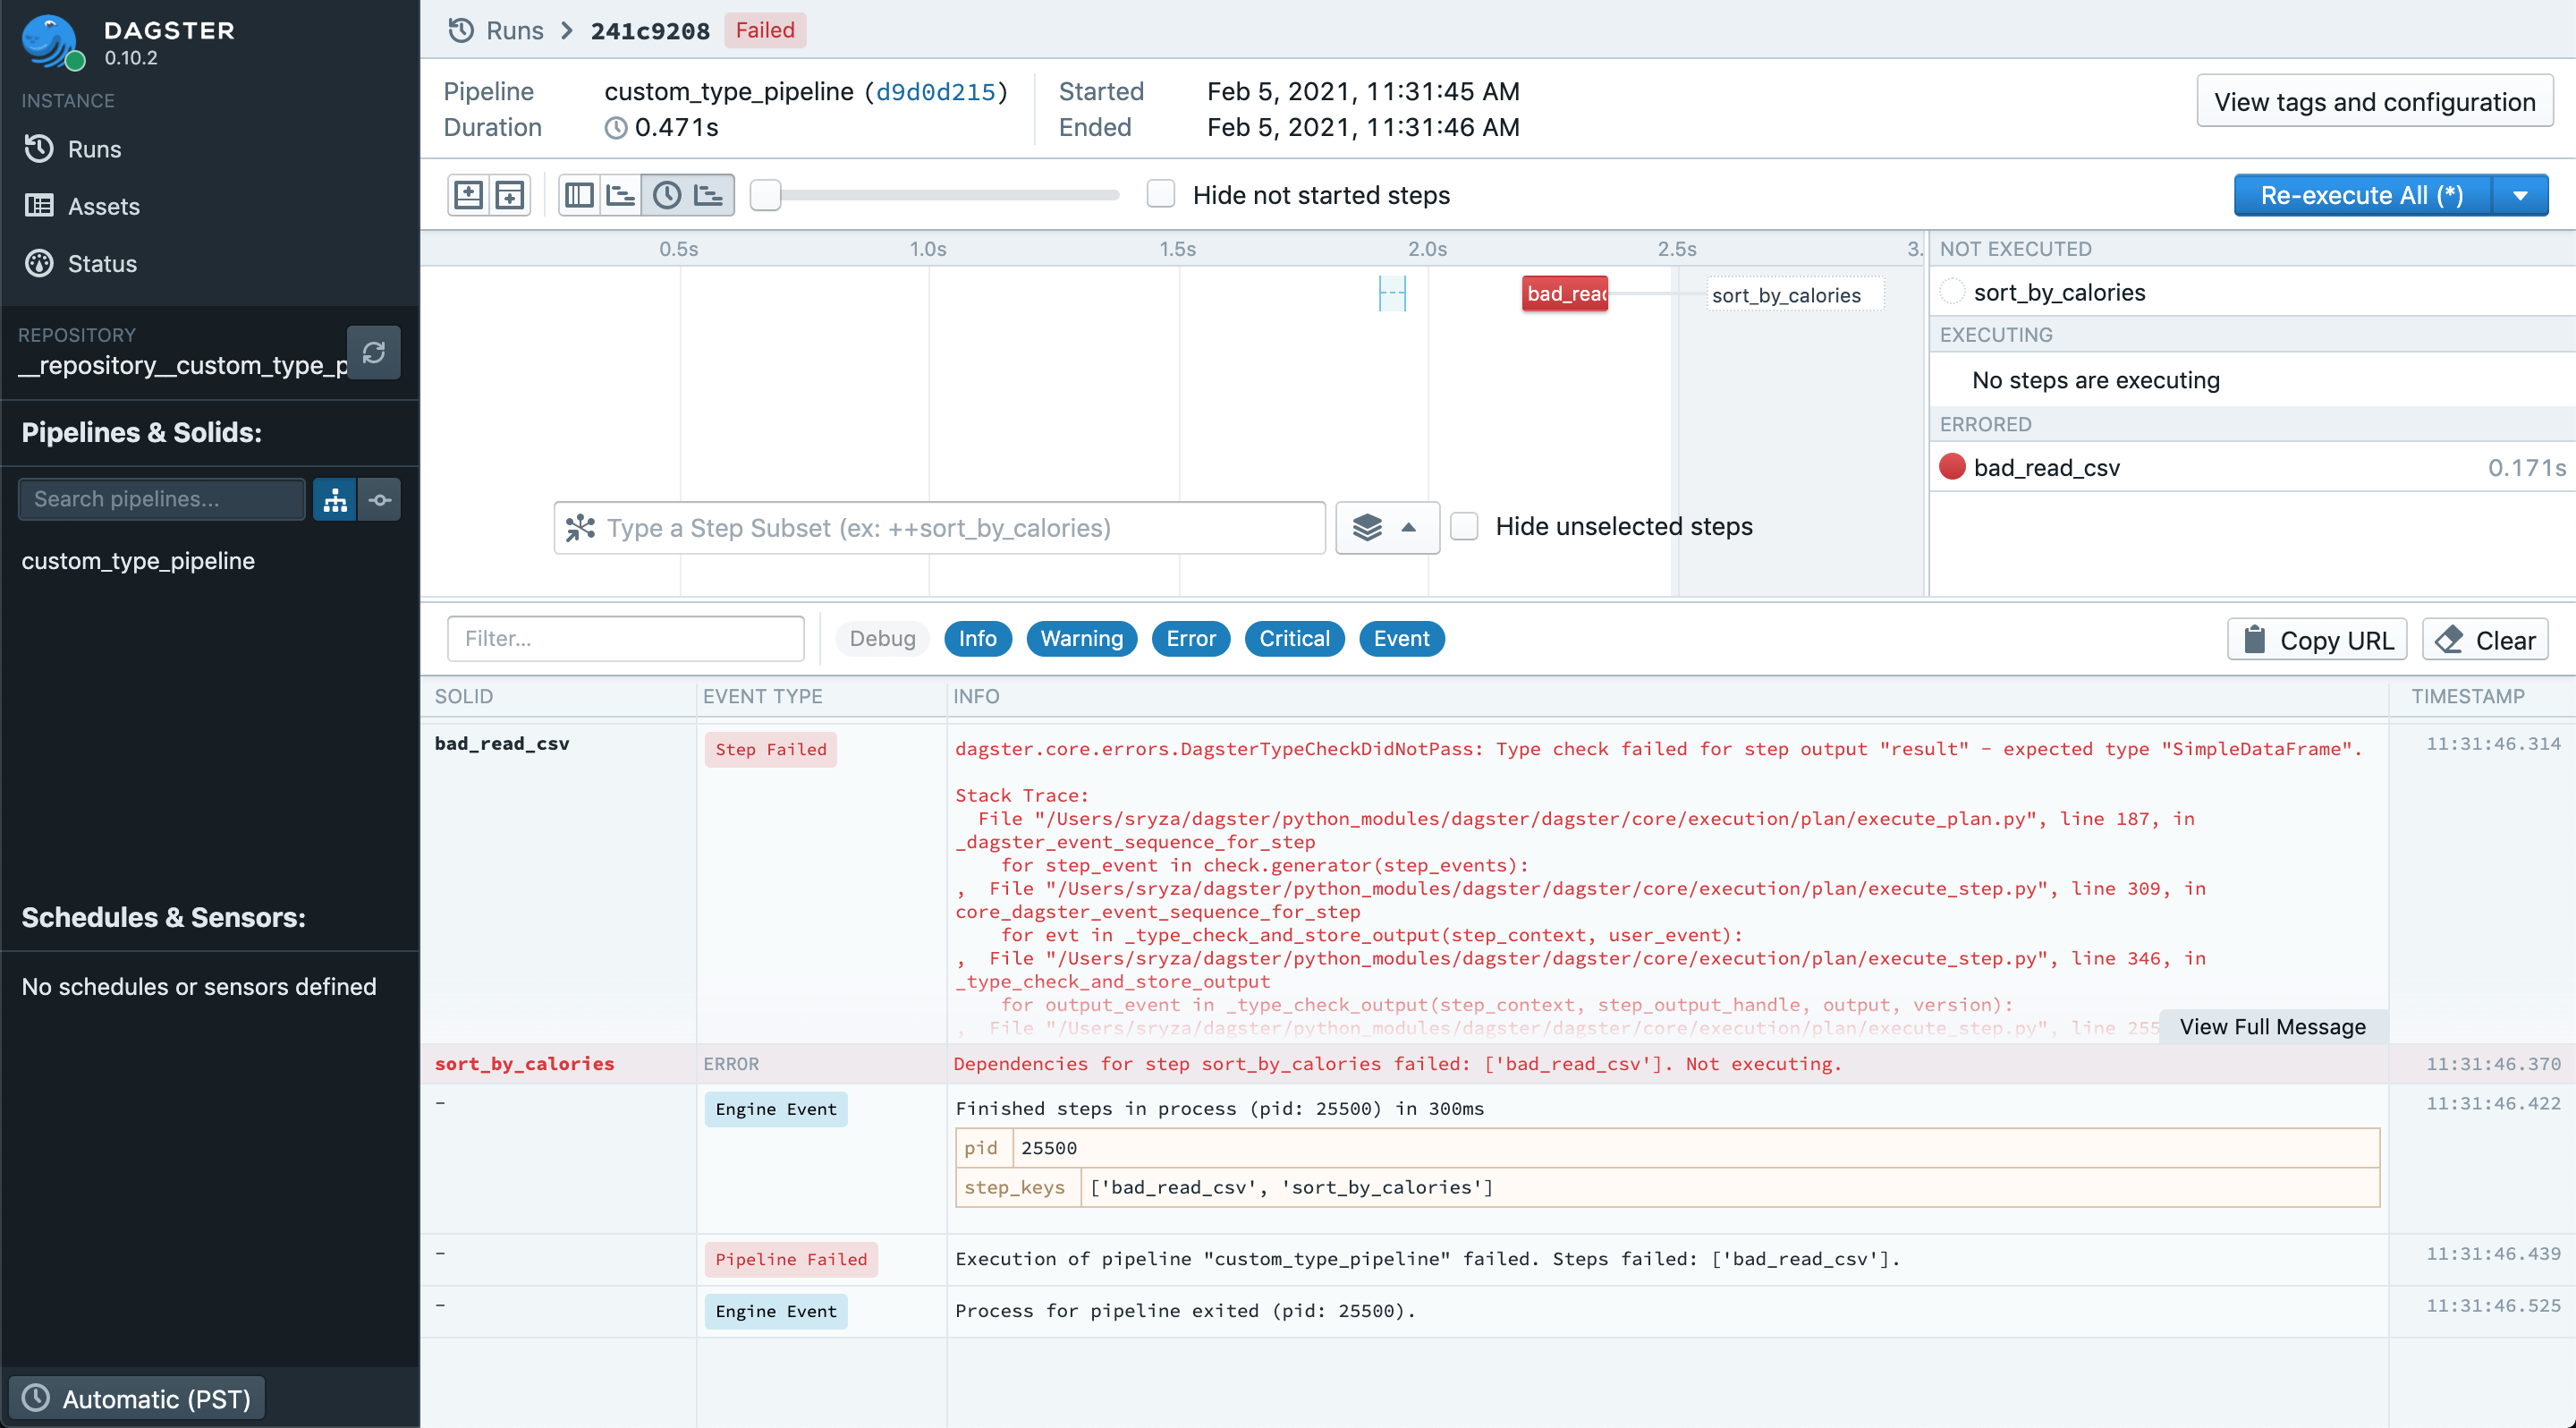 DAGSTER
0.10.2
INSTANCE
Runs
Assets
Status
REPOSITORY
__repository__custom_type_p
Pipelines & Solids:
Search pipelines...
custom_type_pipeline
Schedules & Sensors:
No schedules or sensors defined
Automatic (PST)
Runs > 241c9208 Failed
Pipeline custom_type_pipeline (d9d0d215) Started Feb 5, 2021, 11:31:45 AM
Duration 0.471s Ended Feb 5, 2021, 11:31:46 AM
View tags and configuration
Hide not started steps
Re-execute All (*)
0.5s 1.0s 1.5s 2.0s 2.5s 3.
bad_read sort_by_calories
NOT EXECUTED
sort_by_calories
EXECUTING
No steps are executing
ERRORED
bad_read_csv 0.171s
Type a Step Subset (ex: ++sort_by_calories)
Hide unselected steps
Filter...
Debug Info Warning Error Critical Event
Copy URL Clear
SOLID EVENT TYPE INFO TIMESTAMP
bad_read_csv Step Failed dagster.core.errors.DagsterTypeCheckDidNotPass: Type check failed for step output "result" - expected type "SimpleDataFrame". 11:31:46.314
Stack Trace:
File "/Users/sryza/dagster/python_modules/dagster/dagster/core/execution/plan/execute_plan.py", line 187, in
_dagster_event_sequence_for_step
for step_event in check.generator(step_events):
, File "/Users/sryza/dagster/python_modules/dagster/dagster/core/execution/plan/execute_step.py", line 309, in
core_dagster_event_sequence_for_step
for evt in _type_check_and_store_output(step_context, user_event):
, File "/Users/sryza/dagster/python_modules/dagster/dagster/core/execution/plan/execute_step.py", line 346, in
_type_check_and_store_output
for output_event in _type_check_output(step_context, step_output_handle, output, version):
, File "/Users/sryza/dagster/python_modules/dagster/dagster/core/execution/plan/execute_step.py", line 255
View Full Message
sort_by_calories ERROR Dependencies for step sort_by_calories failed: ['bad_read_csv']. Not executing. 11:31:46.370
- Engine Event Finished steps in process (pid: 25500) in 300ms 11:31:46.422
pid 25500
step_keys ['bad_read_csv', 'sort_by_calories']
- Pipeline Failed Execution of pipeline "custom_type_pipeline" failed. Steps failed: ['bad_read_csv']. 11:31:46.439
- Engine Event Process for pipeline exited (pid: 25500). 11:31:46.525